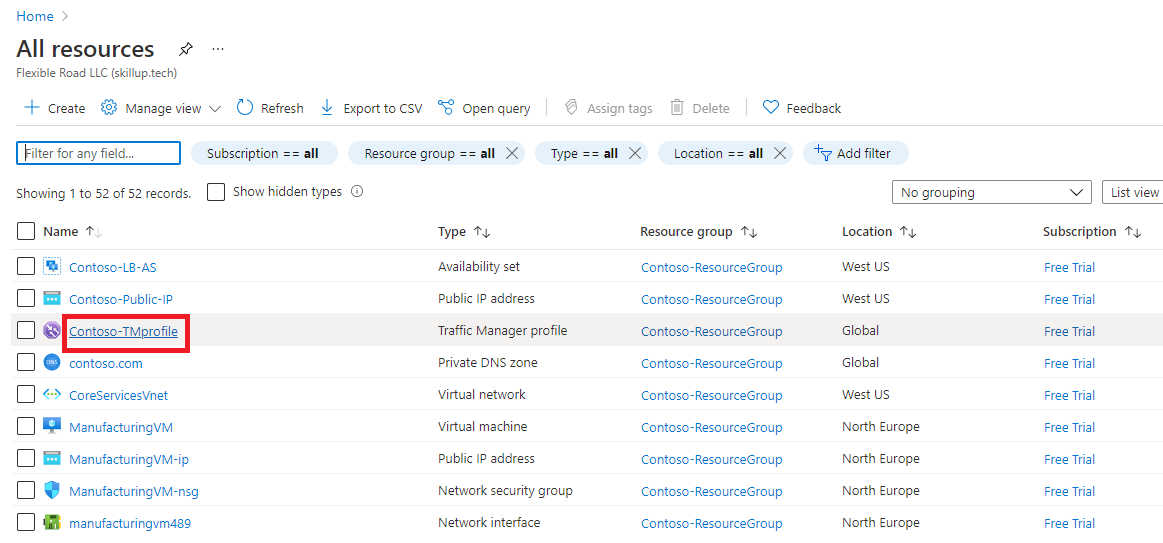 Home
All resources
Flexible Road LLC (skillup.tech)
Create Manage view Refresh Export to CSV Open query Assign tags Delete Feedback
Filter for any field... Subscription == all Resource group == all Type == all Location == all Add filter
Showing 1 to 52 of 52 records. Show hidden types No grouping List view
Name Type Resource group Location Subscription
Contoso-LB-AS Availability set Contoso-ResourceGroup West US Free Trial
Contoso-Public-IP Public IP address Contoso-ResourceGroup West US Free Trial
Contoso-TMprofile Traffic Manager profile Contoso-ResourceGroup Global Free Trial
DNS contoso.com Private DNS zone Contoso-ResourceGroup Global Free Trial
CoreServicesVnet Virtual network Contoso-ResourceGroup West US Free Trial
ManufacturingVM Virtual machine Contoso-ResourceGroup North Europe Free Trial
ManufacturingVM-ip Public IP address Contoso-ResourceGroup North Europe Free Trial
ManufacturingVM-nsg Network security group Contoso-ResourceGroup North Europe Free Trial
manufacturingvm489 Network interface Contoso-ResourceGroup North Europe Free Trial